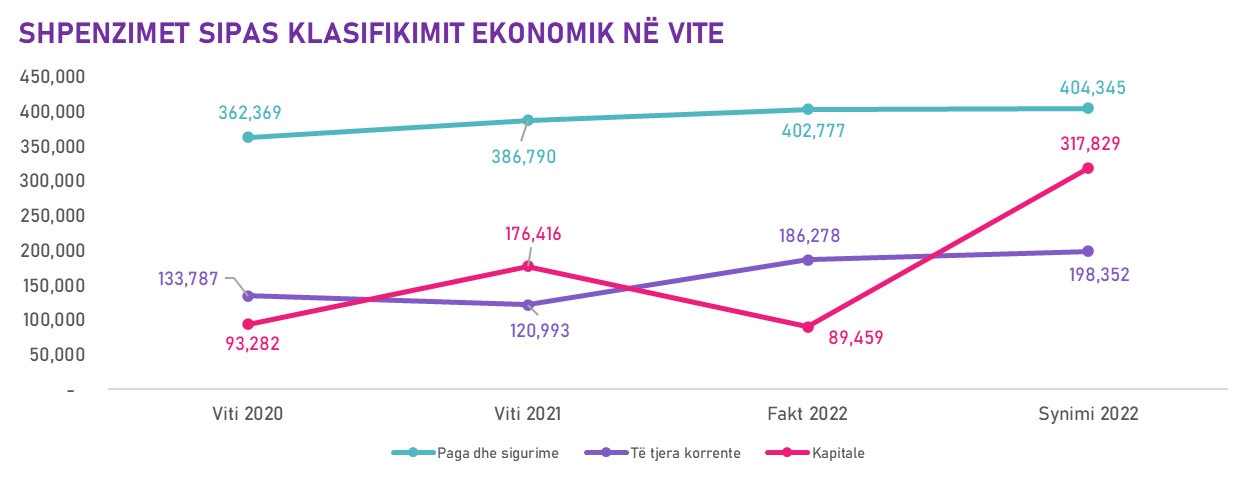 SHPENZIMET SIPAS KLASIFIKIMIT EKONOMIK NË VITE
450,000
400,000
350,000
300,000
250,000
200,000
150,000
100,000
50,000
-
362,369
386,790
402,777
404,345
133,787
120,993
186,278
198,352
93,282
176,416
89,459
317,829
Viti 2020
Viti 2021
Fakt 2022
Synimi 2022
Paga dhe sigurime
Të tjera korrente
Kapitale